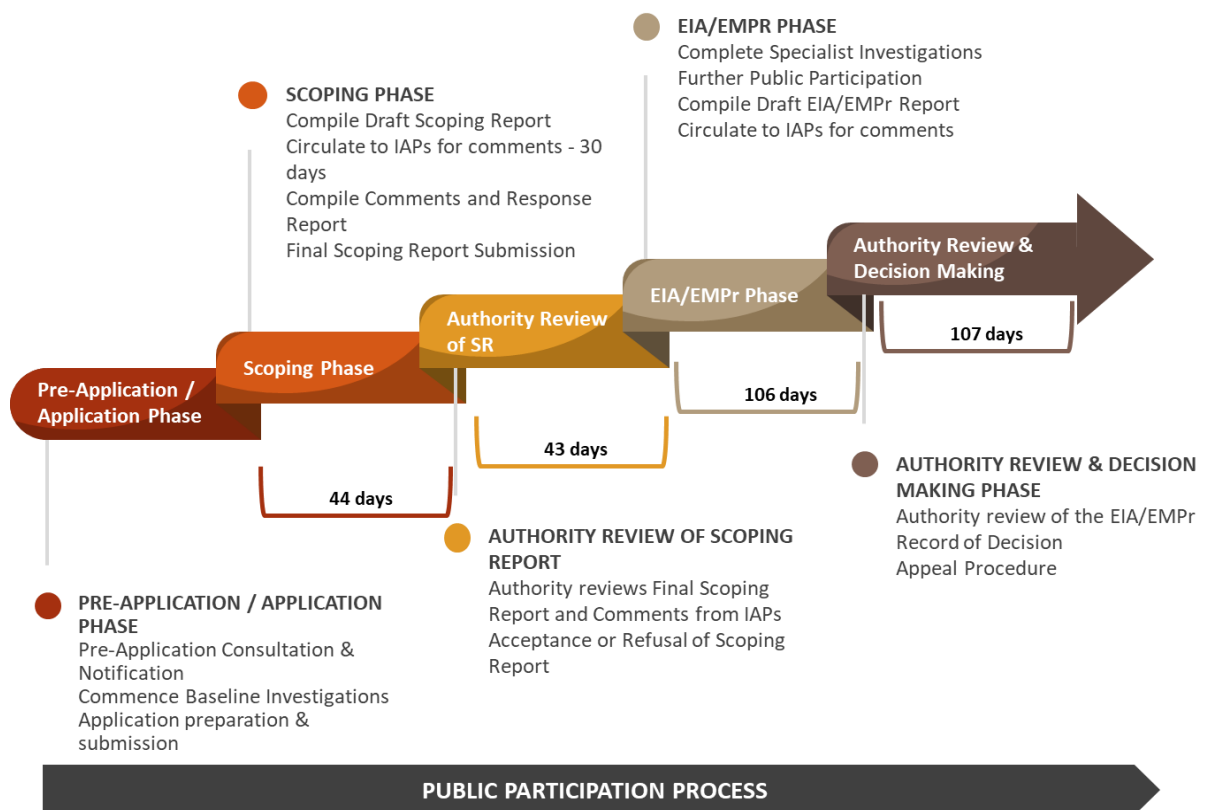 EIA/EMPR PHASE
Complete Specialist Investigations
Further Public Participation
Compile Draft EIA/EMPr Report
Circulate to IAPs for comments
SCOPING PHASE
Compile Draft Scoping Report
Circulate to IAPs for comments - 30
days
Compile Comments and Response
Report
Final Scoping Report Submission
Pre-Application /
Application Phase
Scoping Phase
Authority Review
of SR
EIA/EMPr Phase
Authority Review &
Decision Making
44 days
43 days
106 days
107 days
PRE-APPLICATION / APPLICATION
PHASE
Pre-Application Consultation &
Notification
Commence Baseline Investigations
Application preparation &
submission
AUTHORITY REVIEW OF SCOPING
REPORT
Authority reviews Final Scoping
Report and Comments from IAPs
Acceptance or Refusal of Scoping
Report
AUTHORITY REVIEW & DECISION
MAKING PHASE
Authority review of the EIA/EMPr
Record of Decision
Appeal Procedure
PUBLIC PARTICIPATION PROCESS